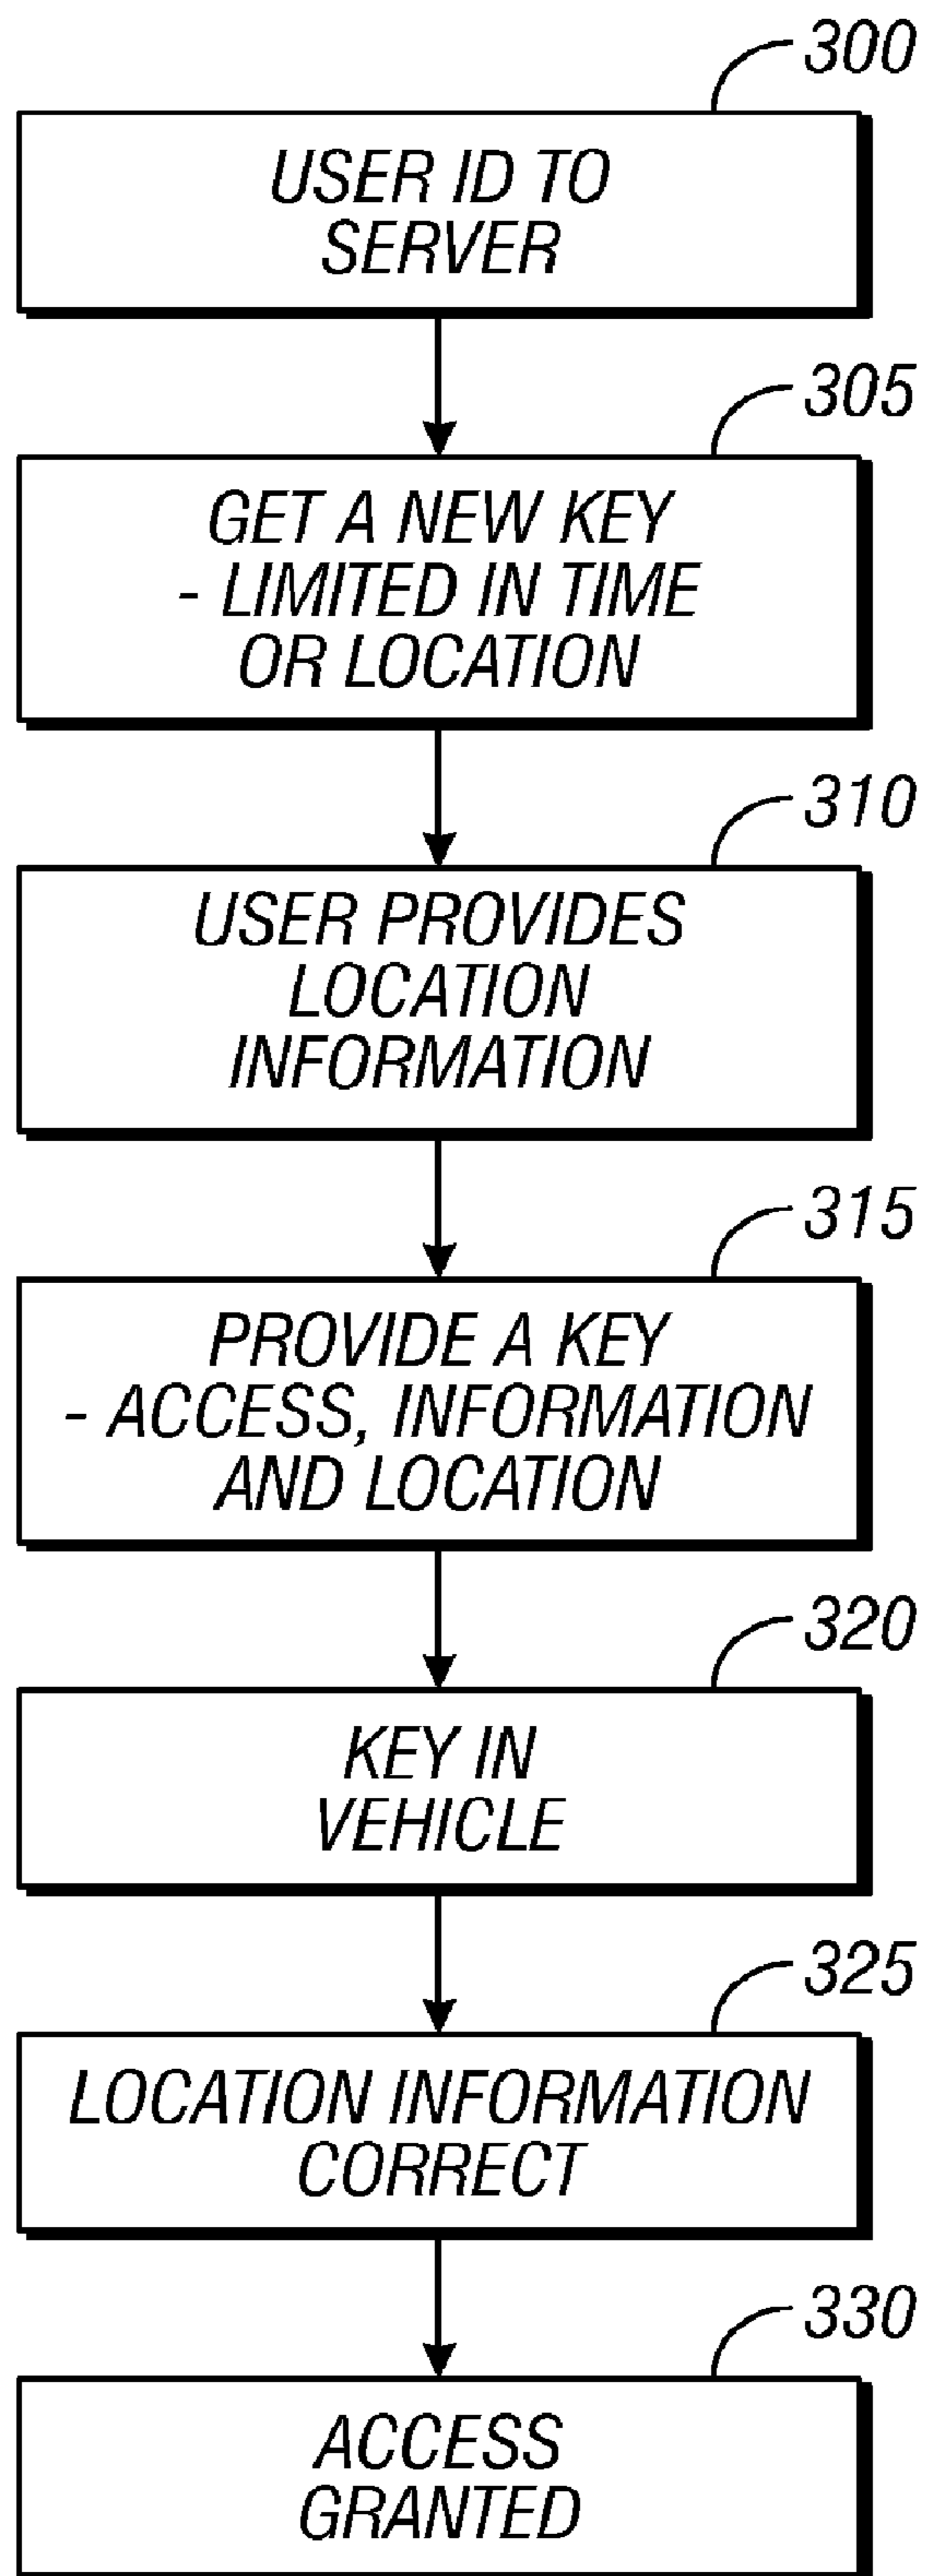 300
USER ID TO
SERVER
305
GET A NEW KEY
- LIMITED IN TIME
OR LOCATION
310
USER PROVIDES
LOCATION
INFORMATION
315
PROVIDE A KEY
- ACCESS, INFORMATION
AND LOCATION
320
KEY IN
VEHICLE
325
LOCATION INFORMATION
CORRECT
330
ACCESS
GRANTED